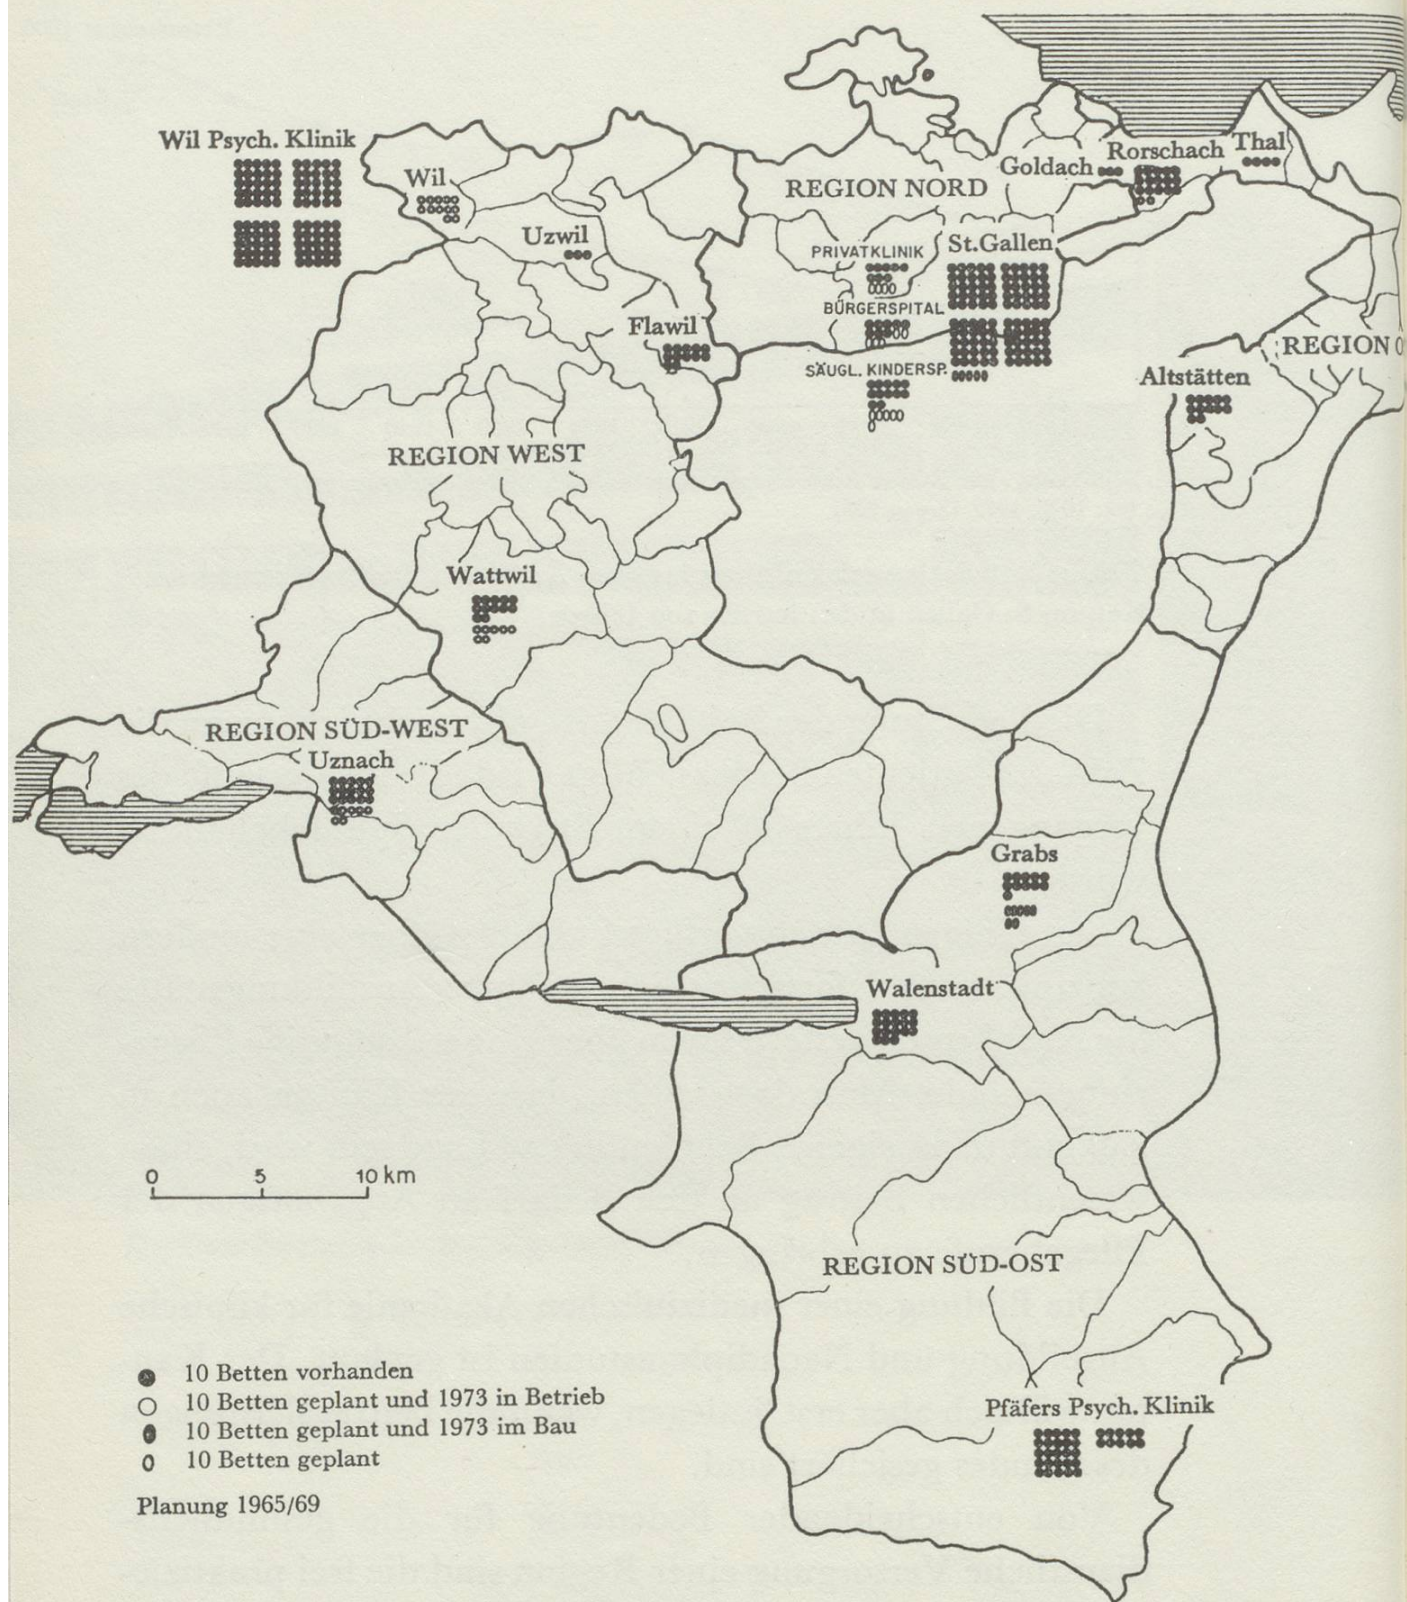 Wil Psych. Klinik
Wil
Uzwil
Flawil
REGION NORD
Goldach
Rorschach
Thal
PRIVATKLINIK
St.Gallen
BÜRGERSPITAL
SÄUGL. KINDERSP.
REGION O
Altstätten
REGION WEST
Wattwil
REGION SÜD-WEST
Uznach
Grabs
Walenstadt
0 5 10 km
REGION SÜD-OST
Pfäfers Psych. Klinik
10 Betten vorhanden
10 Betten geplant und 1973 in Betrieb
10 Betten geplant und 1973 im Bau
10 Betten geplant
Planung 1965/69